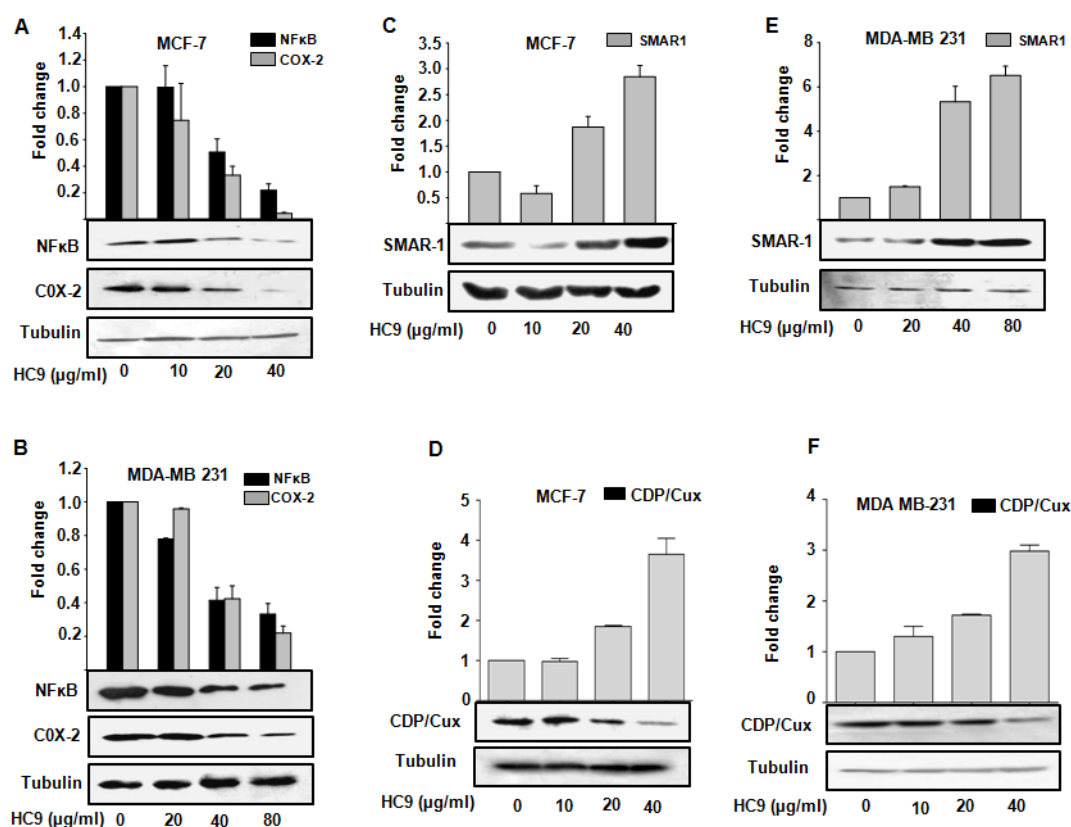 A
MCF-7
NFκB
COX-2
Fold change
1.4
1.2
1.0
0.8
0.6
0.4
0.2
NFκB
C0X-2
Tubulin
HC9 (µg/ml) 0 10 20 40
B
MDA-MB 231
NFκB
COX-2
Fold change
1.2
1.0
0.8
0.6
0.4
0.2
NFκB
C0X-2
Tubulin
HC9 (µg/ml) 0 20 40 80
C
MCF-7
SMAR1
Fold change
3.5
3.0
2.5
2.0
1.5
1.0
0.5
SMAR-1
Tubulin
HC9 (µg/ml) 0 10 20 40
D
MCF-7
CDP/Cux
Fold change
5
4
3
2
1
0
CDP/Cux
Tubulin
HC9 (µg/ml) 0 10 20 40
E
MDA-MB 231
SMAR1
Fold change
8
6
4
2
SMAR-1
Tubulin
HC9 (µg/ml) 0 20 40 80
F
MDA MB-231
CDP/Cux
Fold change
4
3
2
1
0
CDP/Cux
Tubulin
HC9 (µg/ml) 0 10 20 40